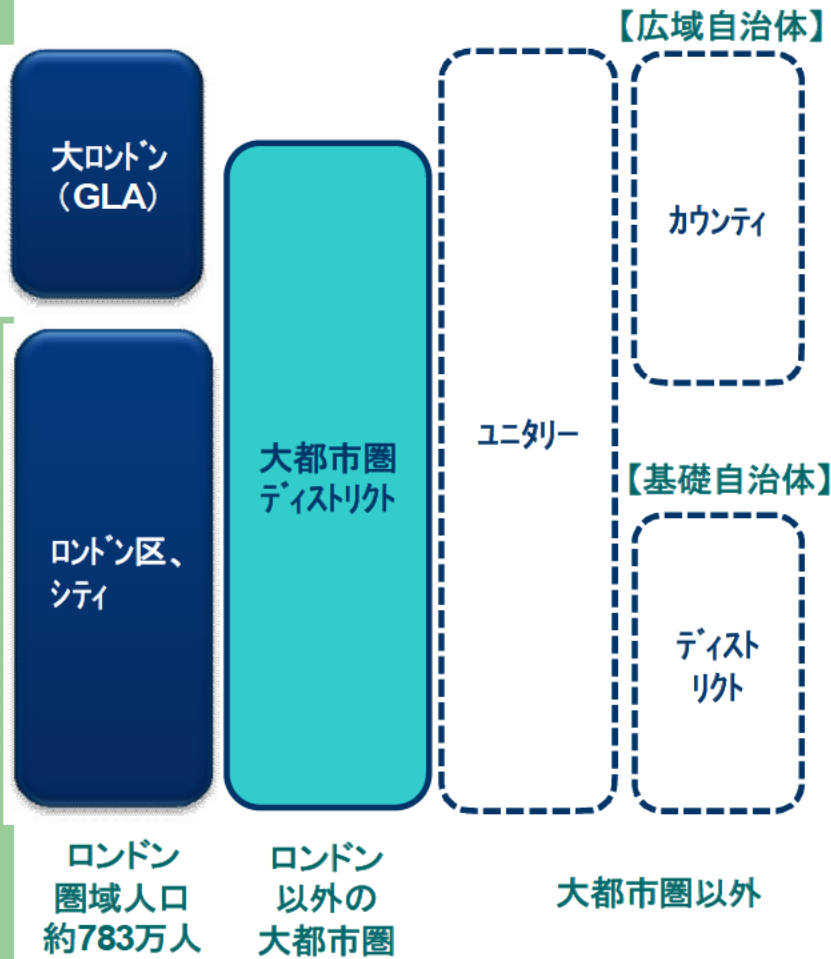 【広域自治体】
大ロンドン
（GLA）
カウンティ
大都市圏
ディストリクト
ユニタリー
【基礎自治体】
ロンドン区、
シティ
ディスト
リクト
ロンドン
圏域人口
約783万人
ロンドン
以外の
大都市圏
大都市圏以外